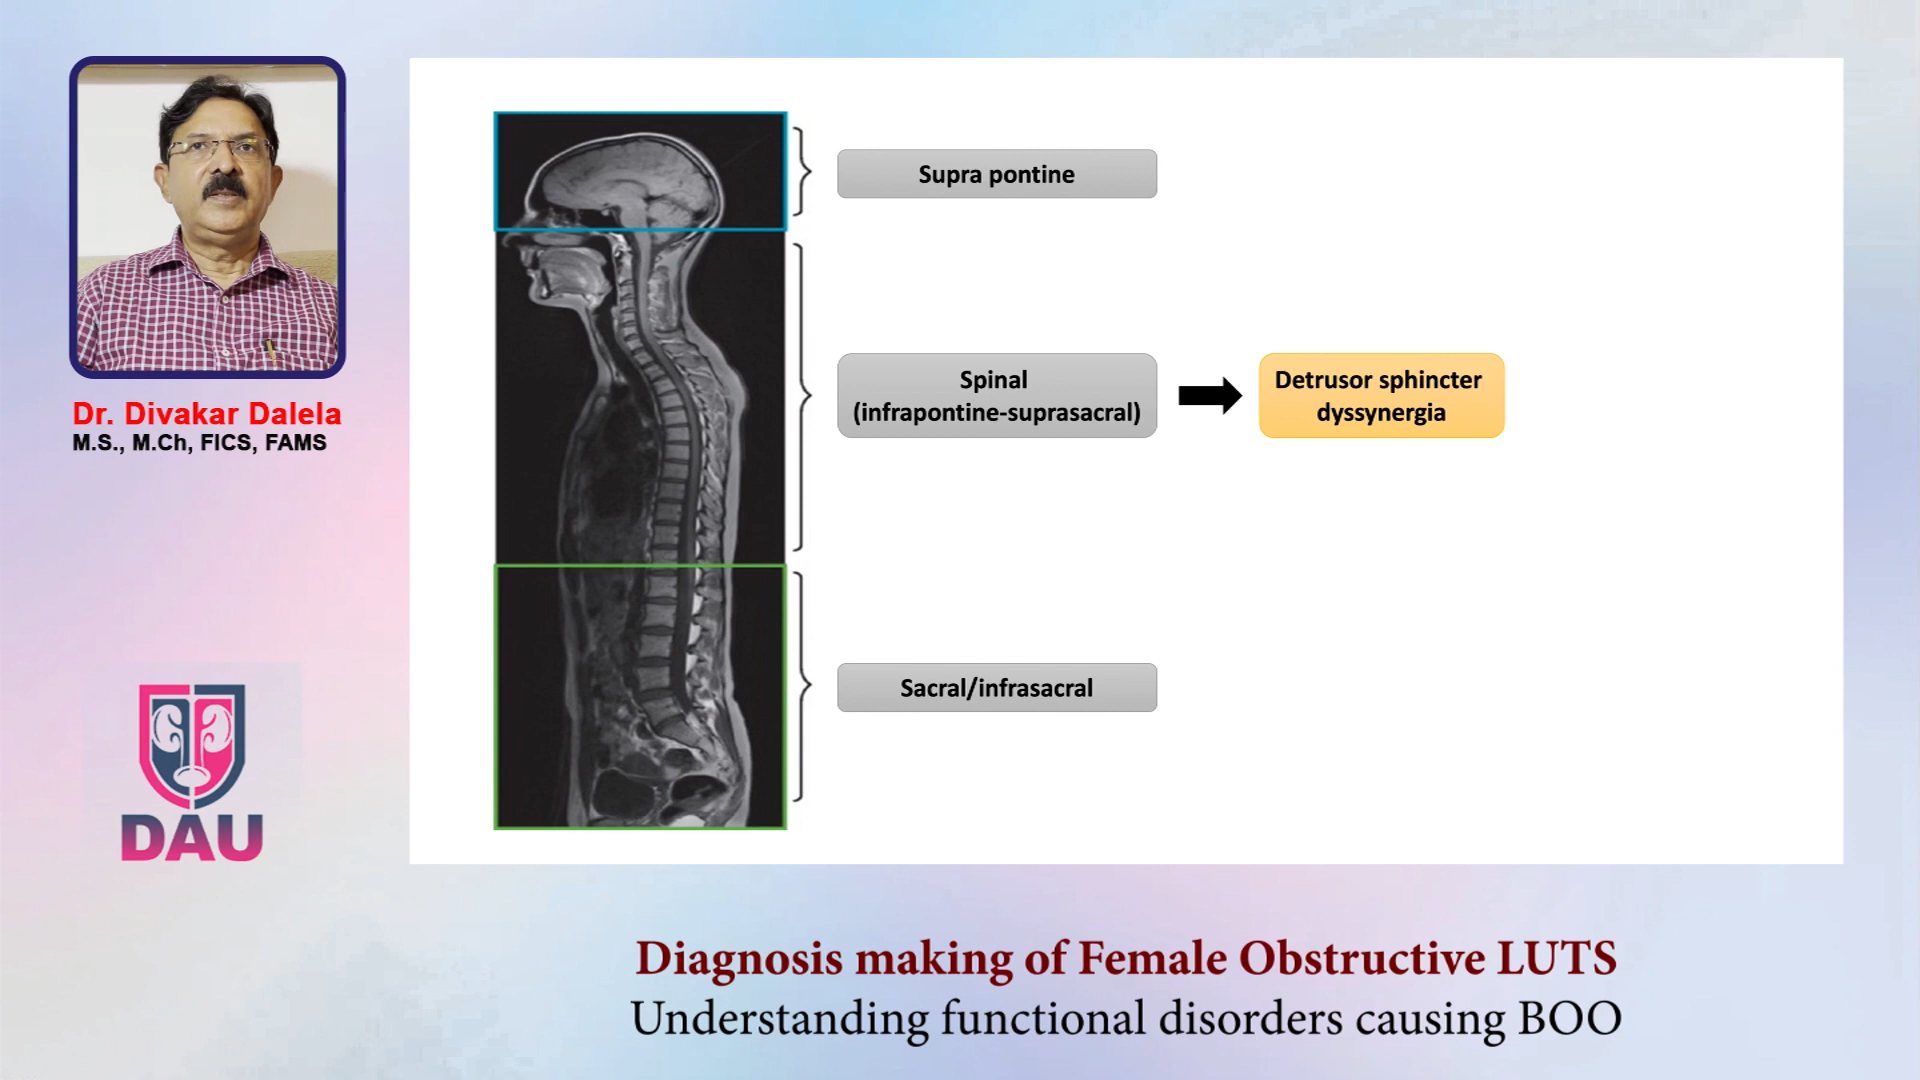 Supra pontine
Spinal
(infrapontine-suprasacral)
Detrusor sphincter
dyssynergia
Sacral/infrasacral
Dr. Divakar Dalela
M.S., M.Ch, FICS, FAMS
DAU
Diagnosis making of Female Obstructive LUTS
Understanding functional disorders causing BOO